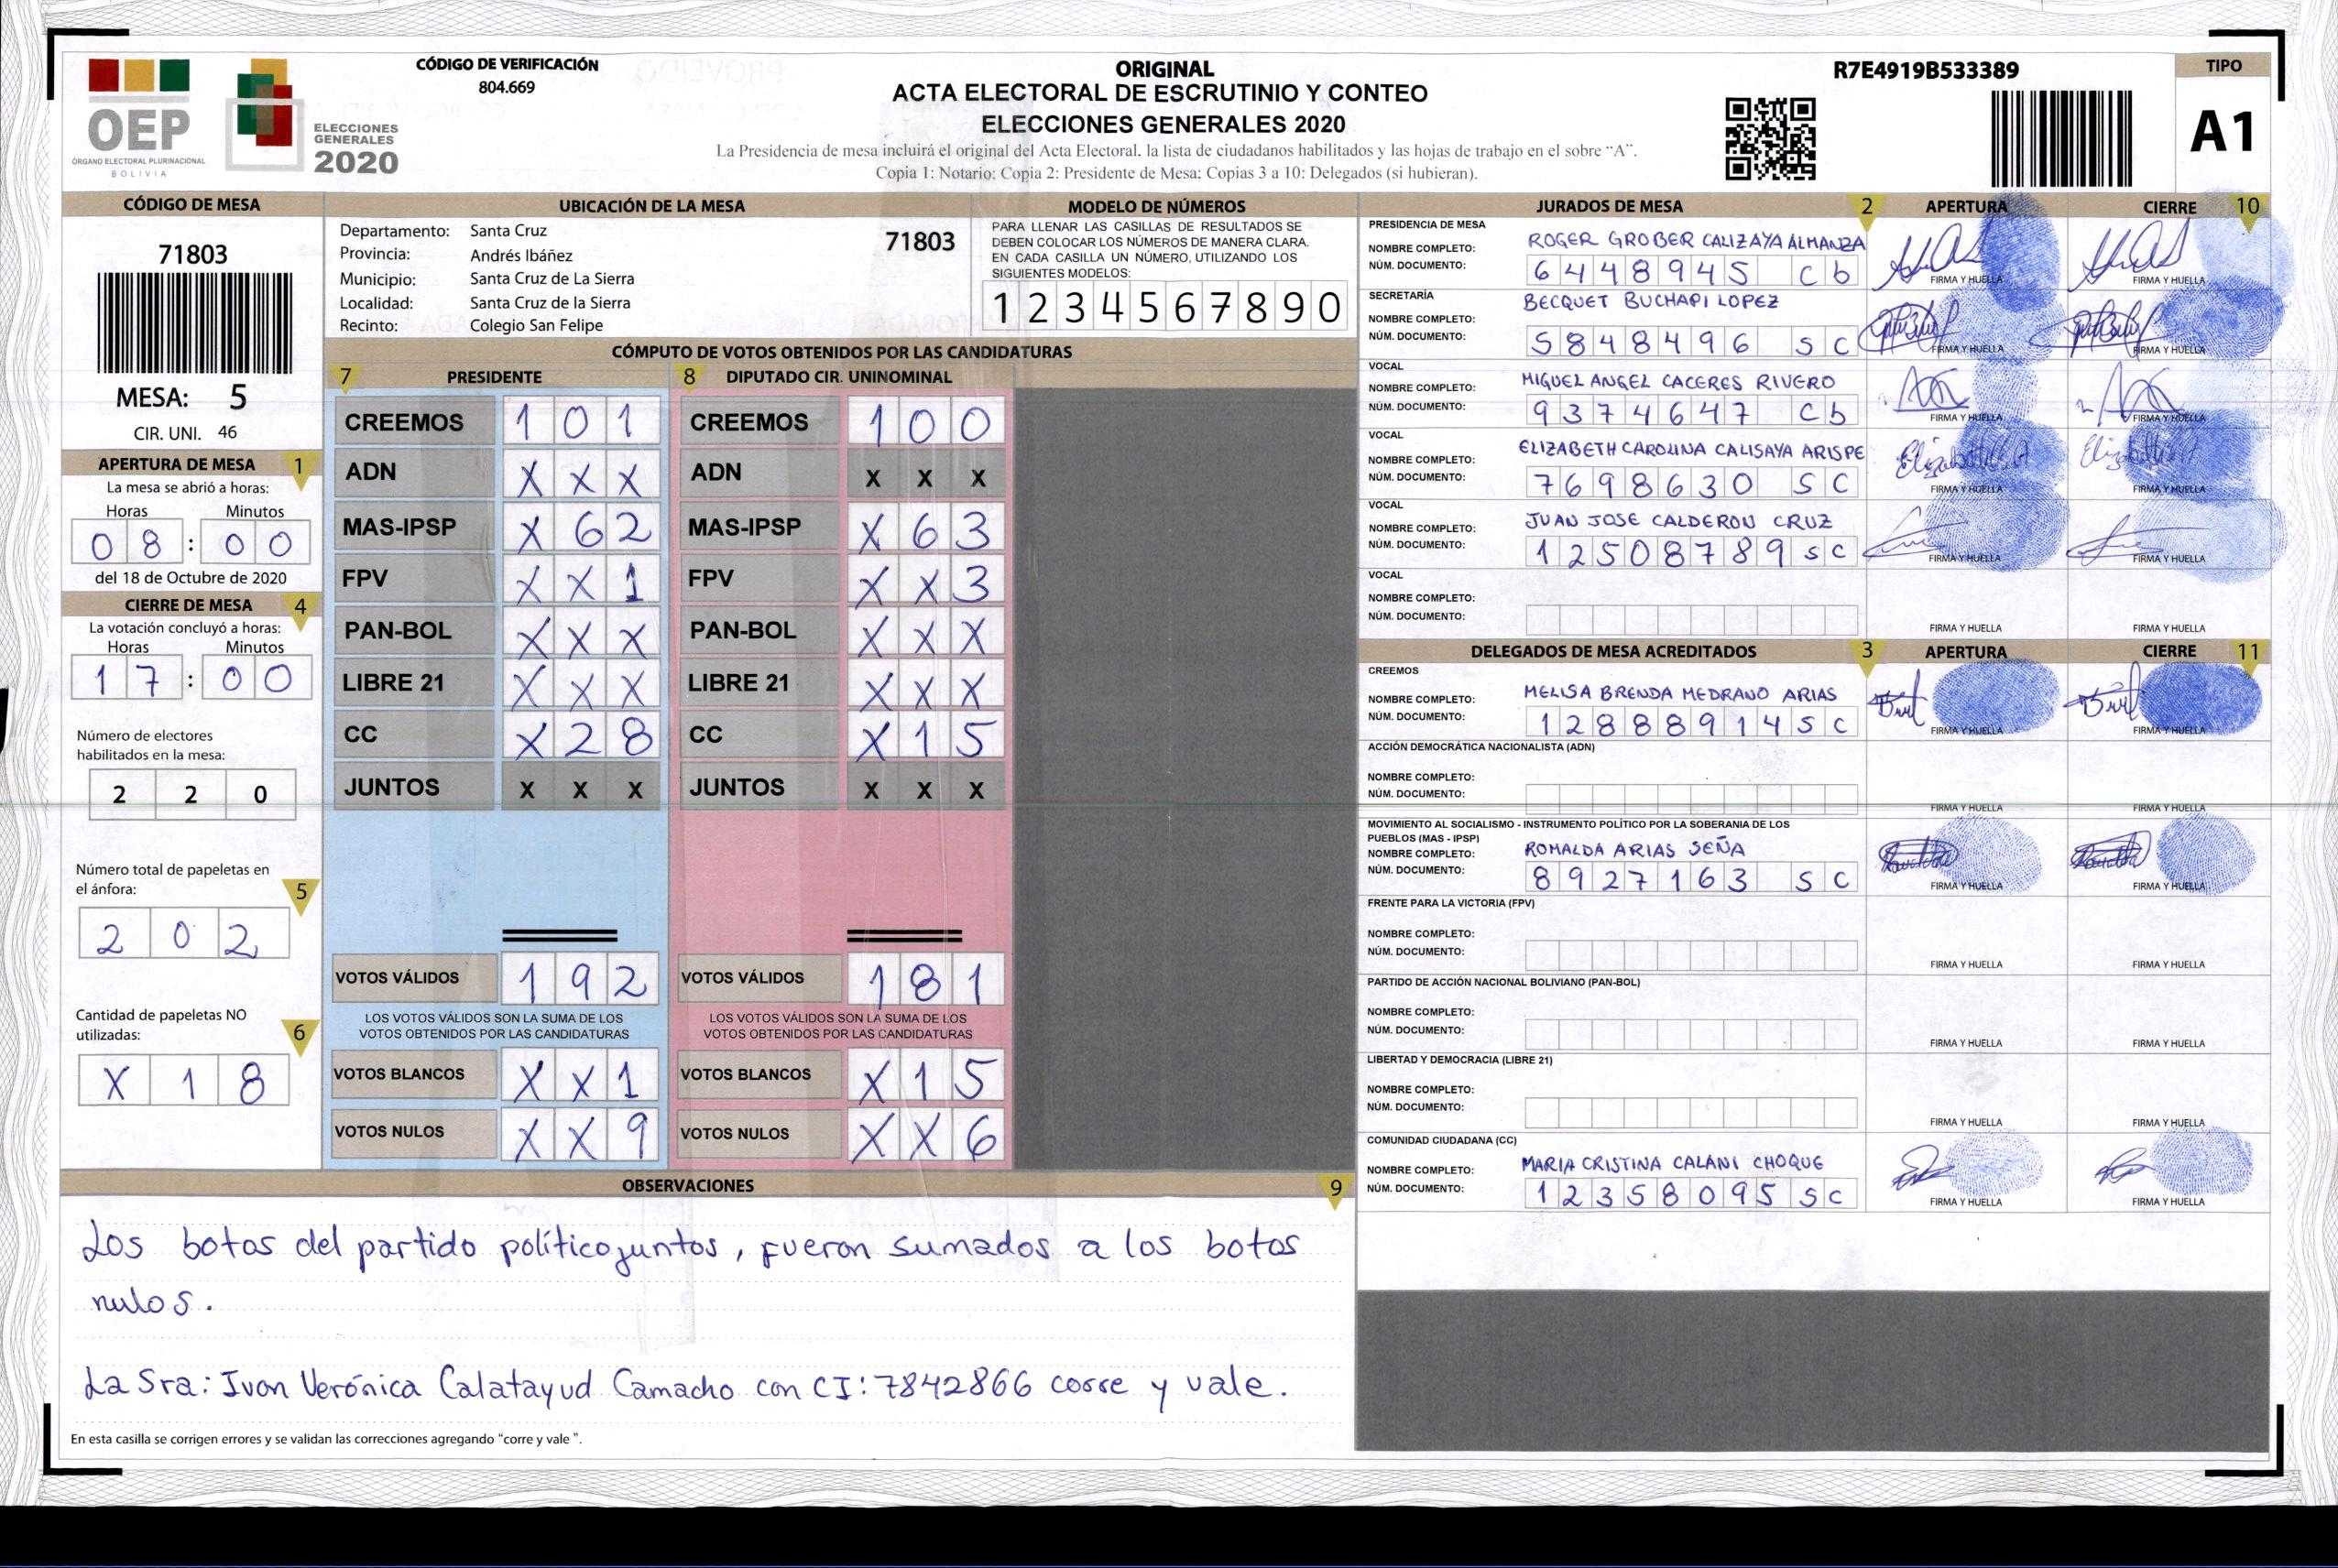 CÓDIGO DE VERIFICACIÓN
804.669
ORIGINAL
ACTA ELECTORAL DE ESCRUTINIO Y CONTEO
ELECCIONES GENERALES 2020
La Presidencia de mesa incluirá el original del Acta Electoral, la lista de ciudadanos habilitados y las hojas de trabajo en el sobre "A".
Copia 1: Notario; Copia 2: Presidente de Mesa; Copias 3 a 10: Delegados (si hubieran).
R7E4919B533389
TIPO
A1
OEP
ÓRGANO ELECTORAL PLURINACIONAL
BOLIVIA
ELECCIONES
GENERALES
2020
CÓDIGO DE MESA
71803
MESA: 5
CIR. UNI. 46
APERTURA DE MESA 1
La mesa se abrió a horas:
Horas Minutos
08 : 00
del 18 de Octubre de 2020
CIERRE DE MESA 4
La votación concluyó a horas:
Horas Minutos
17 : 00
Número de electores
habilitados en la mesa:
2 2 0
Número total de papeletas en
el ánfora: 5
2 0 2
Cantidad de papeletas NO
utilizadas: 6
X 1 8
UBICACIÓN DE LA MESA
Departamento: Santa Cruz 71803
Provincia: Andrés Ibáñez
Municipio: Santa Cruz de La Sierra
Localidad: Santa Cruz de la Sierra
Recinto: Colegio San Felipe
MODELO DE NÚMEROS
PARA LLENAR LAS CASILLAS DE RESULTADOS SE
DEBEN COLOCAR LOS NÚMEROS DE MANERA CLARA.
EN CADA CASILLA UN NÚMERO, UTILIZANDO LOS
SIGUIENTES MODELOS:
1 2 3 4 5 6 7 8 9 0
CÓMPUTO DE VOTOS OBTENIDOS POR LAS CANDIDATURAS
7 PRESIDENTE 8 DIPUTADO CIR. UNINOMINAL
CREEMOS 1 0 1 CREEMOS 1 0 0
ADN X X X ADN X X X
MAS-IPSP X 6 2 MAS-IPSP X 6 3
FPV X X 1 FPV X X 3
PAN-BOL X X X PAN-BOL X X X
LIBRE 21 X X X LIBRE 21 X X X
CC X 2 8 CC X 1 5
JUNTOS X X X JUNTOS X X X
VOTOS VÁLIDOS 1 9 2 VOTOS VÁLIDOS 1 8 1
LOS VOTOS VÁLIDOS SON LA SUMA DE LOS LOS VOTOS VÁLIDOS SON LA SUMA DE LOS
VOTOS OBTENIDOS POR LAS CANDIDATURAS VOTOS OBTENIDOS POR LAS CANDIDATURAS
VOTOS BLANCOS X X 1 VOTOS BLANCOS X 1 5
VOTOS NULOS X X 9 VOTOS NULOS X X 6
OBSERVACIONES 9
Los botos del partido político juntos, fueron sumados a los botos
nulos.
La Sra: Ivon Verónica Calatayud Camacho con CI: 7842866 corre y vale.
En esta casilla se corrigen errores y se validan las correcciones agregando "corre y vale ".
JURADOS DE MESA 2 APERTURA CIERRE 10
PRESIDENCIA DE MESA
NOMBRE COMPLETO: ROGER GROBER CALIZAYA ALMANZA
NÚM. DOCUMENTO: 6448945 Cb FIRMA Y HUELLA FIRMA Y HUELLA
SECRETARÍA
NOMBRE COMPLETO: BECQUET BUCHAPI LOPEZ
NÚM. DOCUMENTO: 5848496 SC FIRMA Y HUELLA FIRMA Y HUELLA
VOCAL
NOMBRE COMPLETO: MIGUEL ANGEL CACERES RIVERO
NÚM. DOCUMENTO: 9374647 Cb FIRMA Y HUELLA FIRMA Y HUELLA
VOCAL
NOMBRE COMPLETO: ELIZABETH CAROLINA CALISAYA ARISPE
NÚM. DOCUMENTO: 7698630 SC FIRMA Y HUELLA FIRMA Y HUELLA
VOCAL
NOMBRE COMPLETO: JUAN JOSE CALDERON CRUZ
NÚM. DOCUMENTO: 12508789 SC FIRMA Y HUELLA FIRMA Y HUELLA
VOCAL
NOMBRE COMPLETO:
NÚM. DOCUMENTO: FIRMA Y HUELLA FIRMA Y HUELLA
DELEGADOS DE MESA ACREDITADOS 3 APERTURA CIERRE 11
CREEMOS
NOMBRE COMPLETO: MELISA BRENDA MEDRANO ARIAS
NÚM. DOCUMENTO: 12888914 SC FIRMA Y HUELLA FIRMA Y HUELLA
ACCIÓN DEMOCRÁTICA NACIONALISTA (ADN)
NOMBRE COMPLETO:
NÚM. DOCUMENTO: FIRMA Y HUELLA FIRMA Y HUELLA
MOVIMIENTO AL SOCIALISMO - INSTRUMENTO POLÍTICO POR LA SOBERANIA DE LOS
PUEBLOS (MAS - IPSP)
NOMBRE COMPLETO: ROMALDA ARIAS SEÑA
NÚM. DOCUMENTO: 8927163 SC FIRMA Y HUELLA FIRMA Y HUELLA
FRENTE PARA LA VICTORIA (FPV)
NOMBRE COMPLETO:
NÚM. DOCUMENTO: FIRMA Y HUELLA FIRMA Y HUELLA
PARTIDO DE ACCIÓN NACIONAL BOLIVIANO (PAN-BOL)
NOMBRE COMPLETO:
NÚM. DOCUMENTO: FIRMA Y HUELLA FIRMA Y HUELLA
LIBERTAD Y DEMOCRACIA (LIBRE 21)
NOMBRE COMPLETO:
NÚM. DOCUMENTO: FIRMA Y HUELLA FIRMA Y HUELLA
COMUNIDAD CIUDADANA (CC)
NOMBRE COMPLETO: MARIA CRISTINA CALANI CHOQUE
NÚM. DOCUMENTO: 12358095 SC FIRMA Y HUELLA FIRMA Y HUELLA